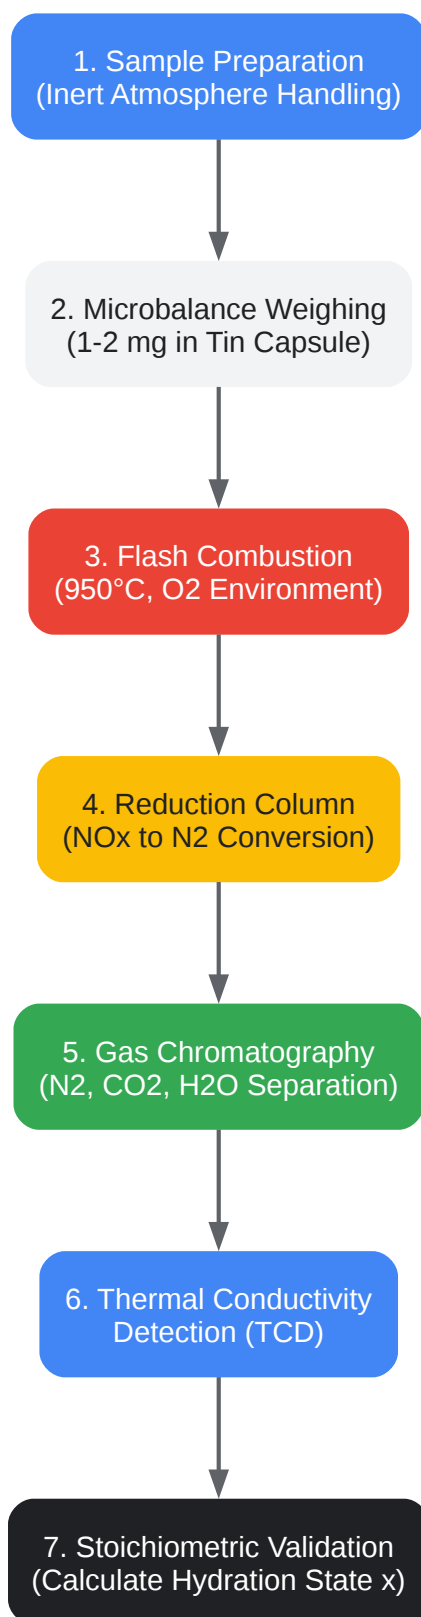 1. Sample Preparation
(Inert Atmosphere Handling)
2. Microbalance Weighing
(1-2 mg in Tin Capsule)
3. Flash Combustion
(950°C, O2 Environment)
4. Reduction Column
(NOx to N2 Conversion)
5. Gas Chromatography
(N2, CO2, H2O Separation)
6. Thermal Conductivity
Detection (TCD)
7. Stoichiometric Validation
(Calculate Hydration State x)